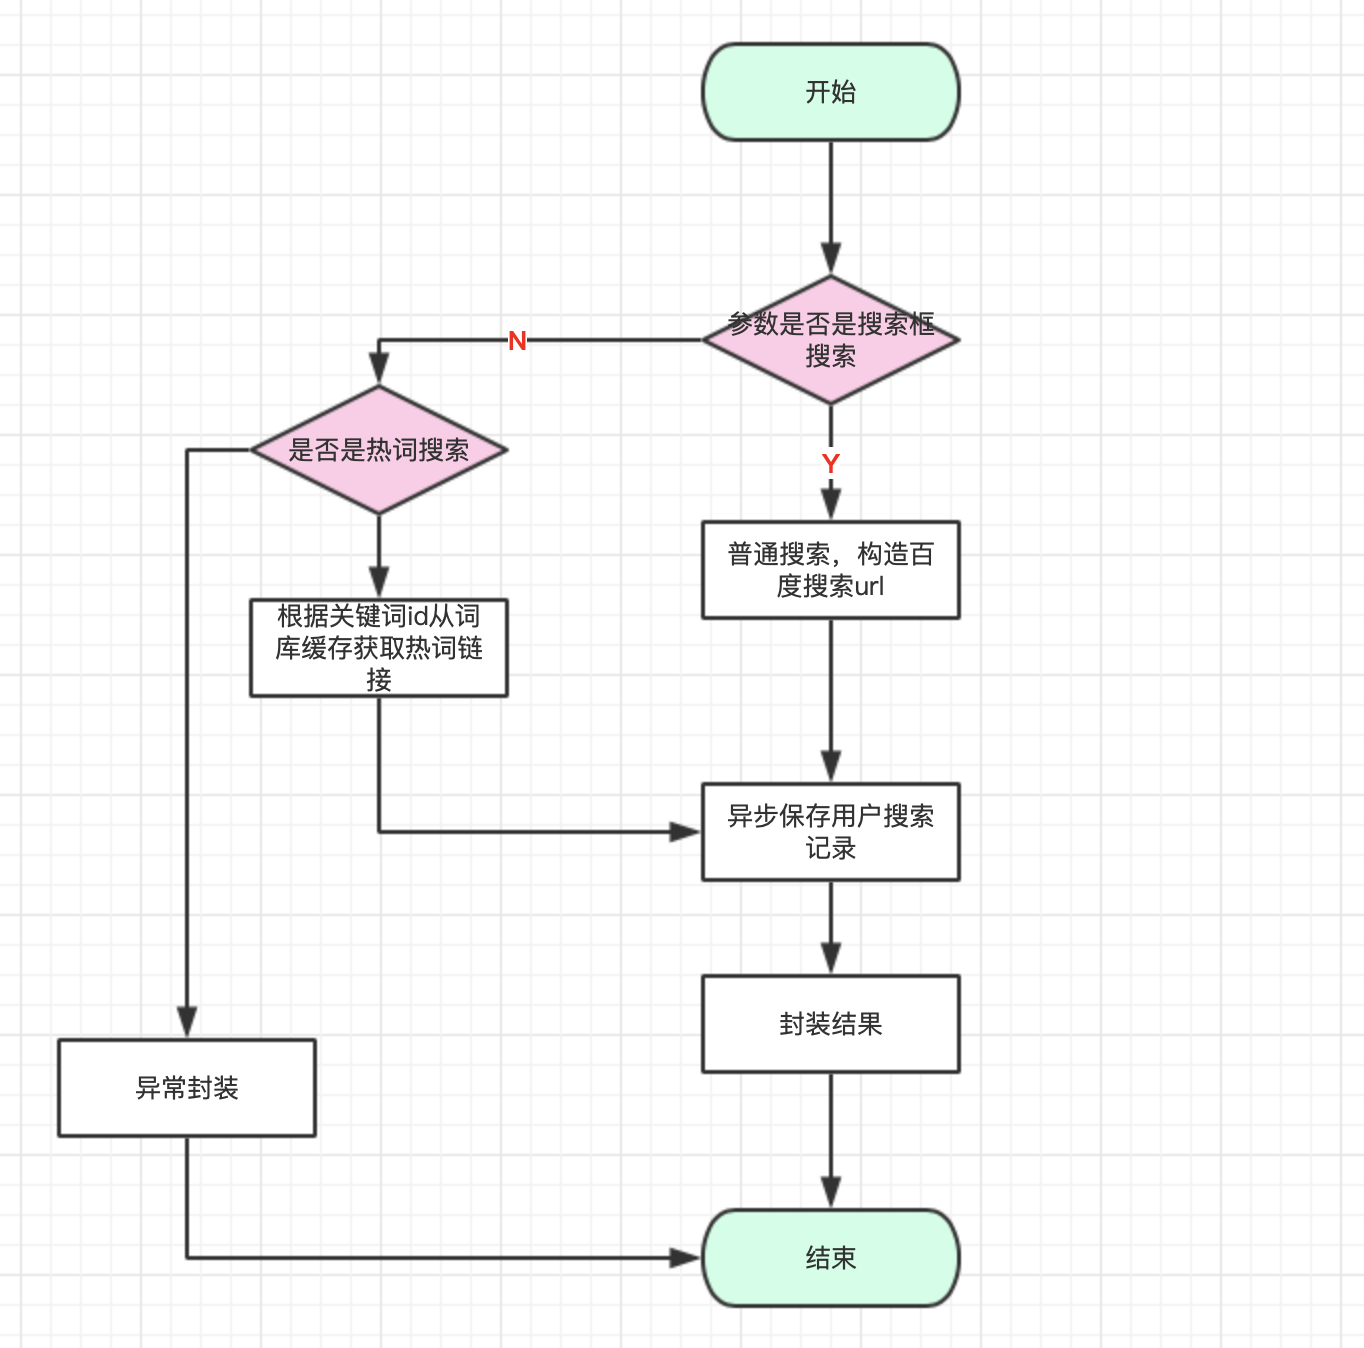 开始
参数是否是搜索框
搜索
N
是否是热词搜索
Y
普通搜索，构造百
度搜索url
根据关键词id从词
库缓存获取热词链
接
异步保存用户搜索
记录
封装结果
异常封装
结束